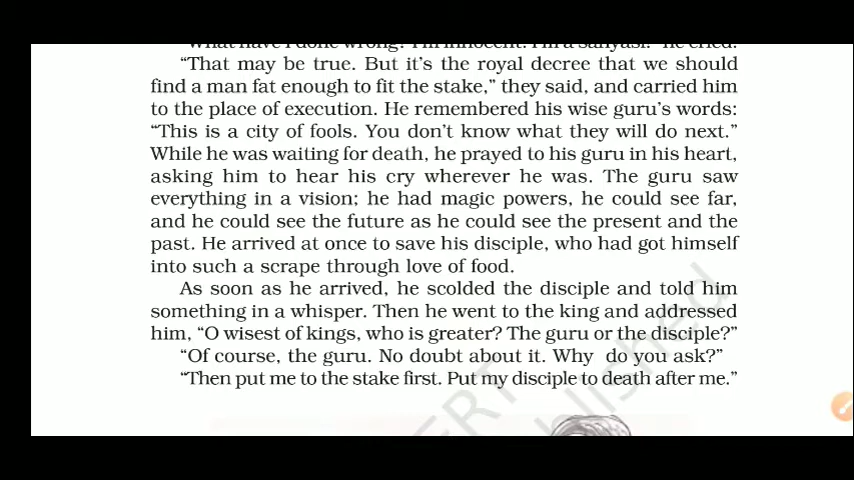 "What have I done wrong? I'm innocent. I'm a sanyasi!" he cried.
"That may be true. But it's the royal decree that we should
find a man fat enough to fit the stake," they said, and carried him
to the place of execution. He remembered his wise guru's words:
"This is a city of fools. You don't know what they will do next."
While he was waiting for death, he prayed to his guru in his heart,
asking him to hear his cry wherever he was. The guru saw
everything in a vision; he had magic powers, he could see far,
and he could see the future as he could see the present and the
past. He arrived at once to save his disciple, who had got himself
into such a scrape through love of food.
As soon as he arrived, he scolded the disciple and told him
something in a whisper. Then he went to the king and addressed
him, "O wisest of kings, who is greater? The guru or the disciple?"
"Of course, the guru. No doubt about it. Why do you ask?"
"Then put me to the stake first. Put my disciple to death after me."